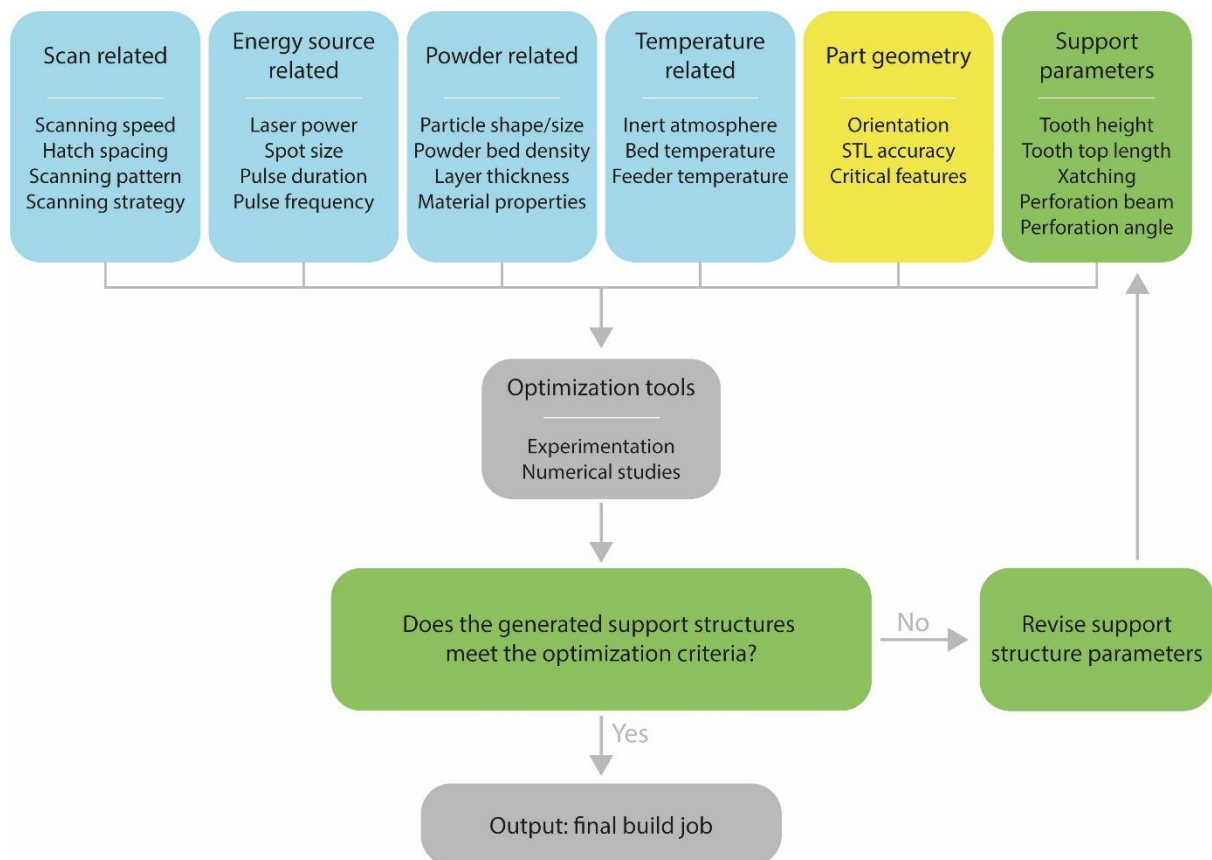 Scan related
Scanning speed
Hatch spacing
Scanning pattern
Scanning strategy
Energy source
related
Laser power
Spot size
Pulse duration
Pulse frequency
Powder related
Particle shape/size
Powder bed density
Layer thickness
Material properties
Temperature
related
Inert atmosphere
Bed temperature
Feeder temperature
Part geometry
Orientation
STL accuracy
Critical features
Support
parameters
Tooth height
Tooth top length
Xatching
Perforation beam
Perforation angle
Optimization tools
Experimentation
Numerical studies
Does the generated support structures
meet the optimization criteria?
No
Revise support
structure parameters
Yes
Output: final build job